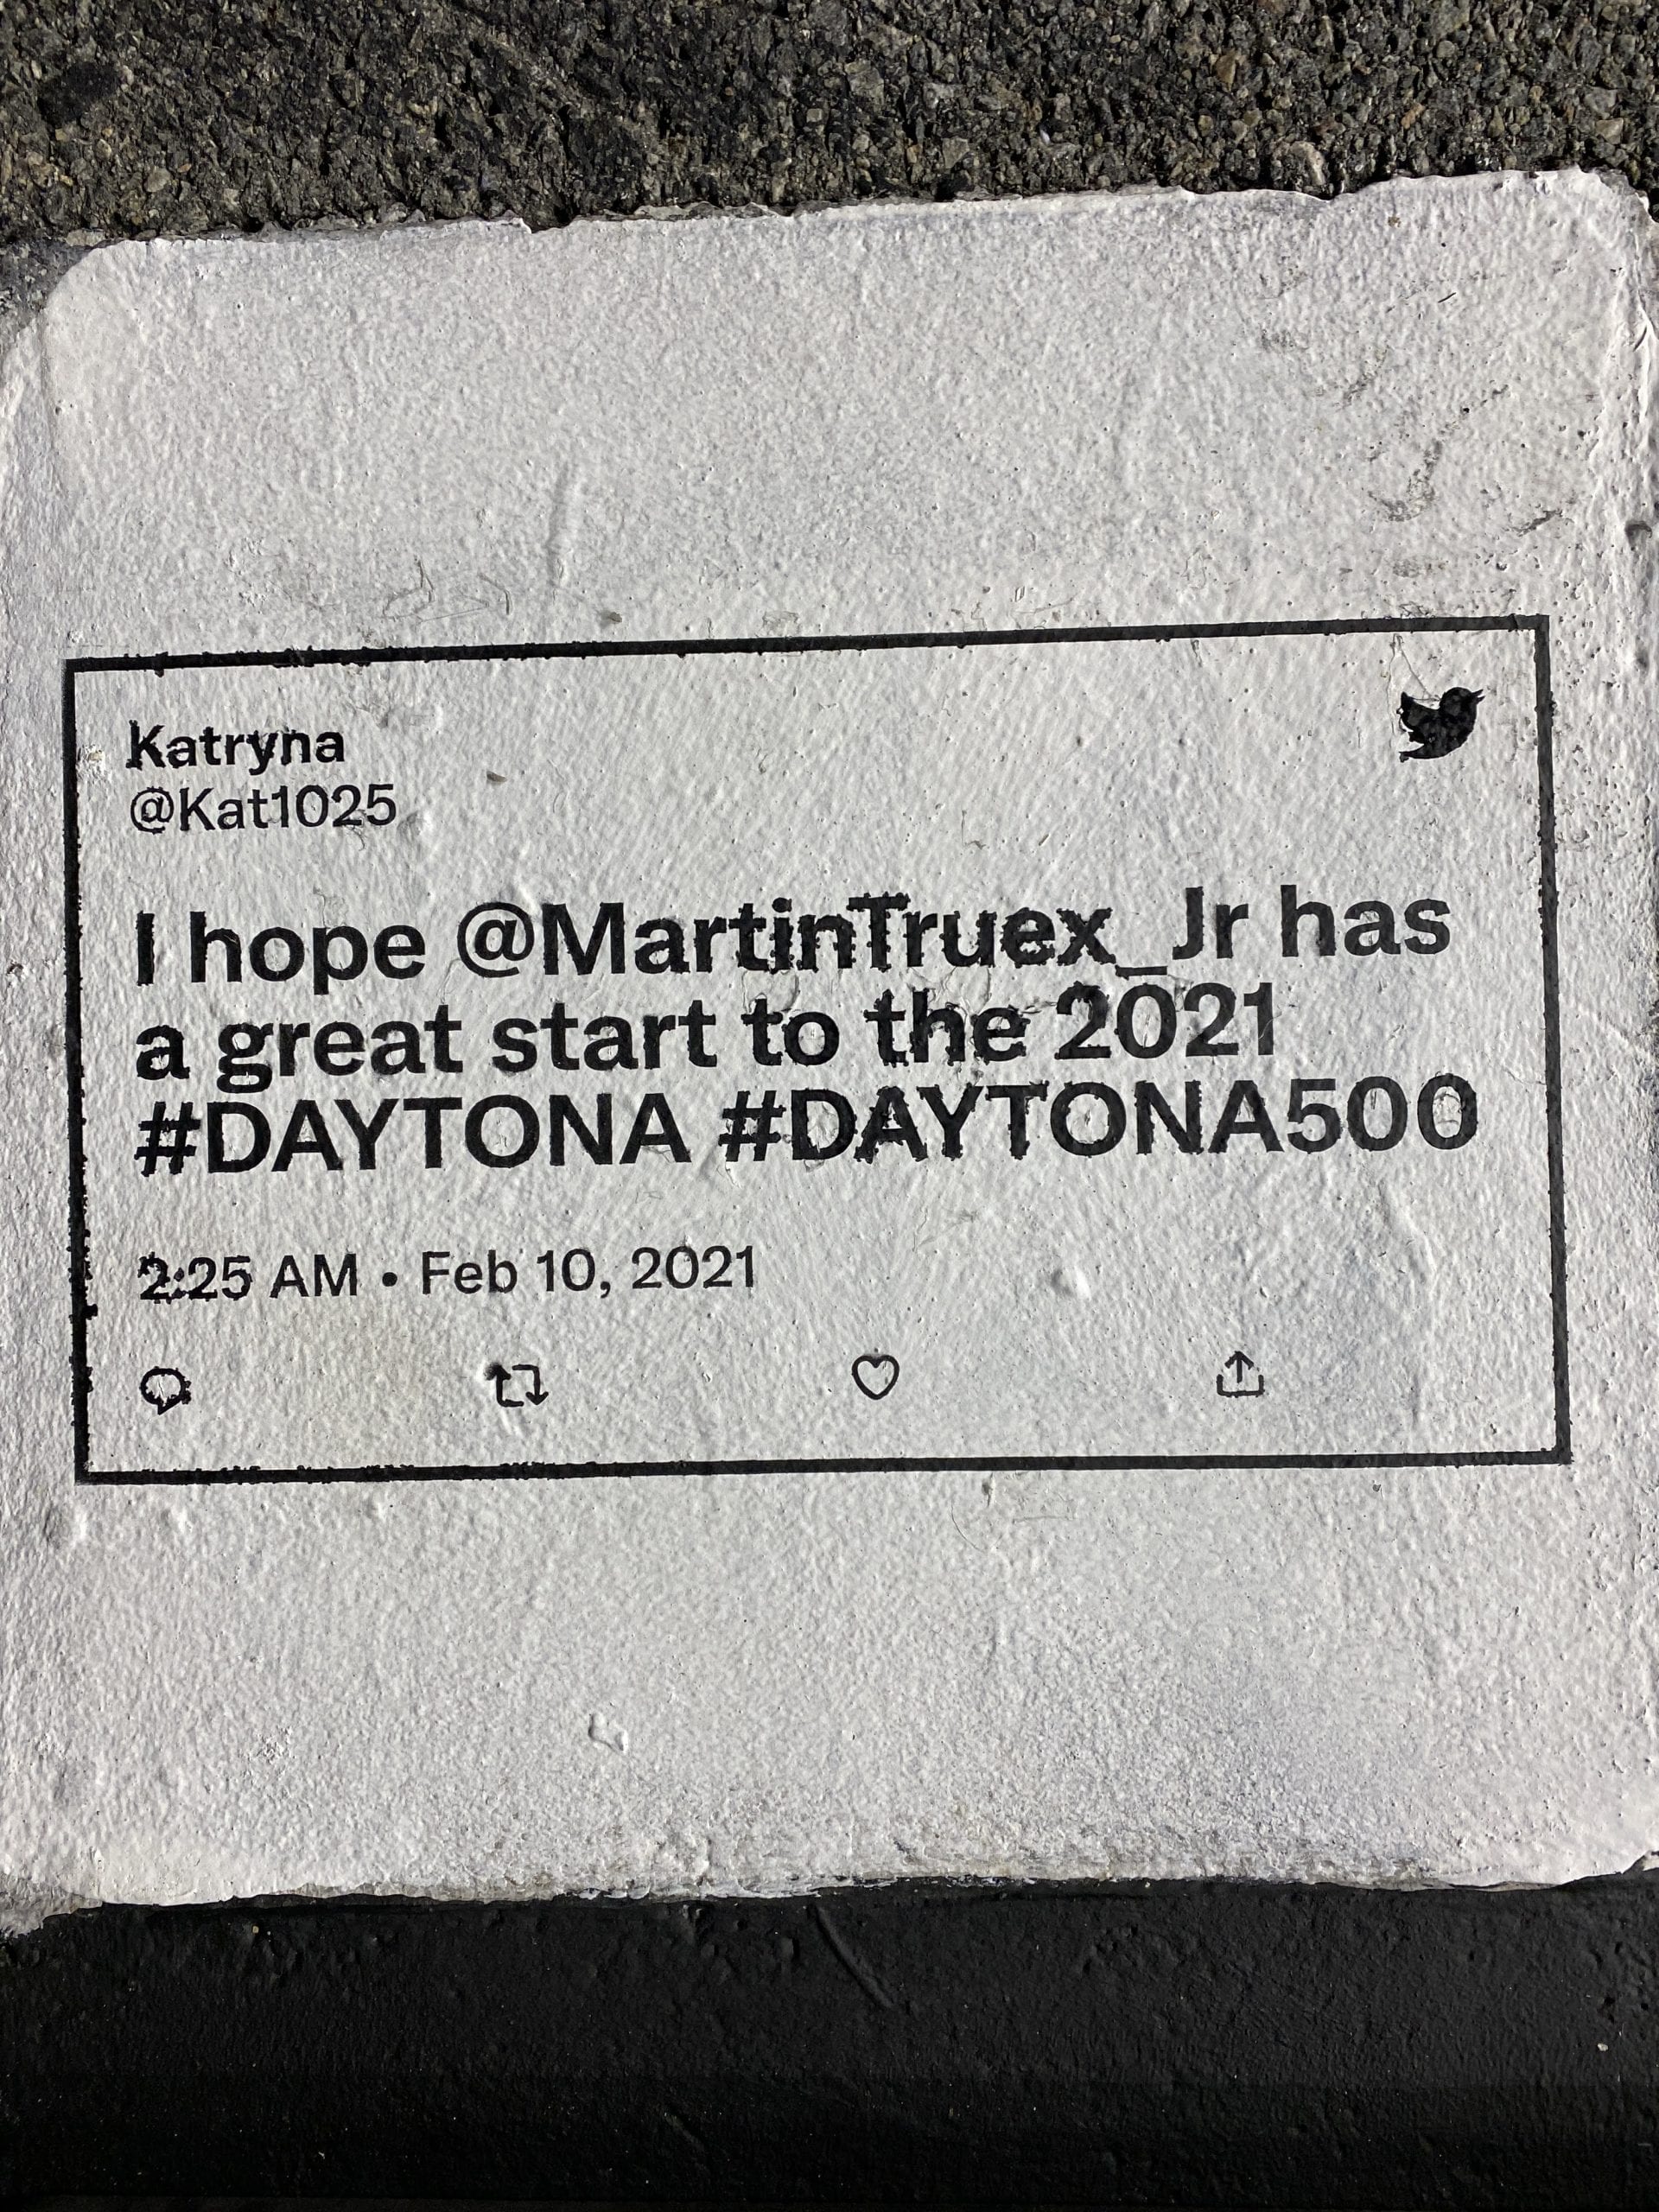 Katryna
@Kat1025
I hope @MartinTruex_Jr has
a great start to the 2021
#DAYTONA #DAYTONA500
2:25 AM • Feb 10, 2021